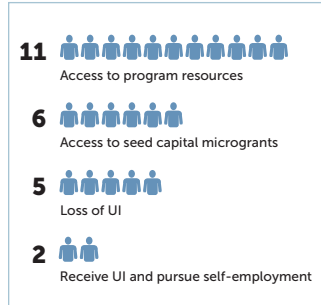 11
Access to program resources
6
Access to seed capital microgrants
5
Loss of UI
2
Receive UI and pursue self-employment